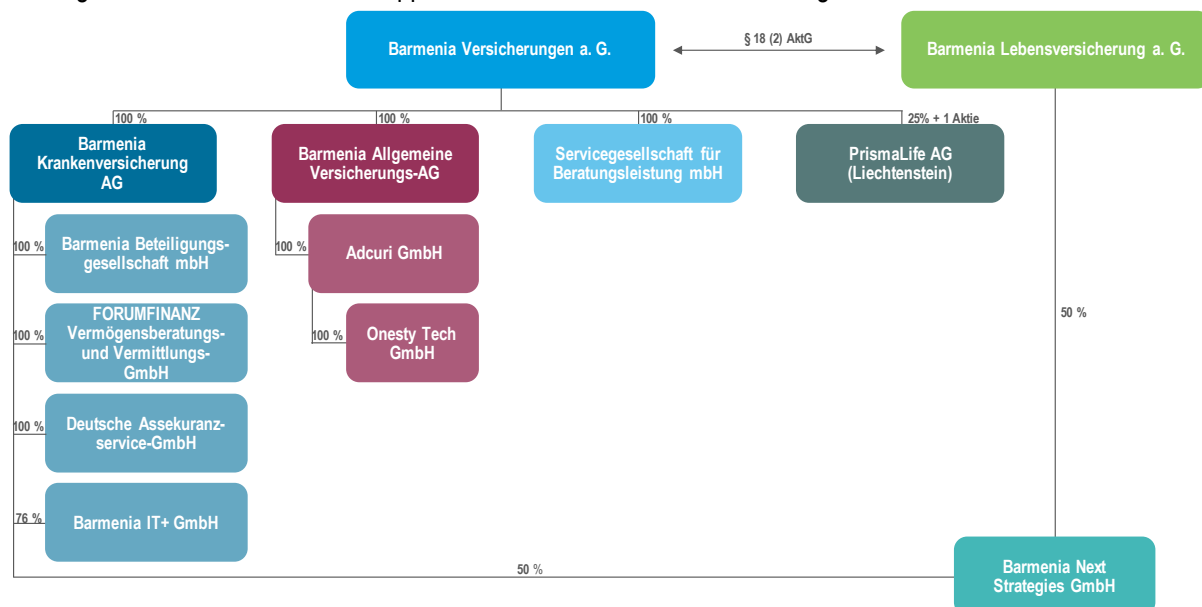 Barmenia Versicherungen a. G.
§ 18 (2) AktG
Barmenia Lebensversicherung a. G.
100 %
100 %
100 %
25% + 1 Aktie
Barmenia
Krankenversicherung
AG
Barmenia Allgemeine
Versicherungs-AG
Servicegesellschaft für
Beratungsleistung mbH
PrismaLife AG
(Liechtenstein)
100 %
Barmenia Beteiligungs-
gesellschaft mbH
100 %
Adcuri GmbH
100 %
FORUMFINANZ
Vermögensberatungs-
und Vermittlungs-
GmbH
100 %
Onesty Tech
GmbH
50 %
100 %
Deutsche Assekuranz-
service-GmbH
76 %
Barmenia IT+ GmbH
50 %
Barmenia Next
Strategies GmbH